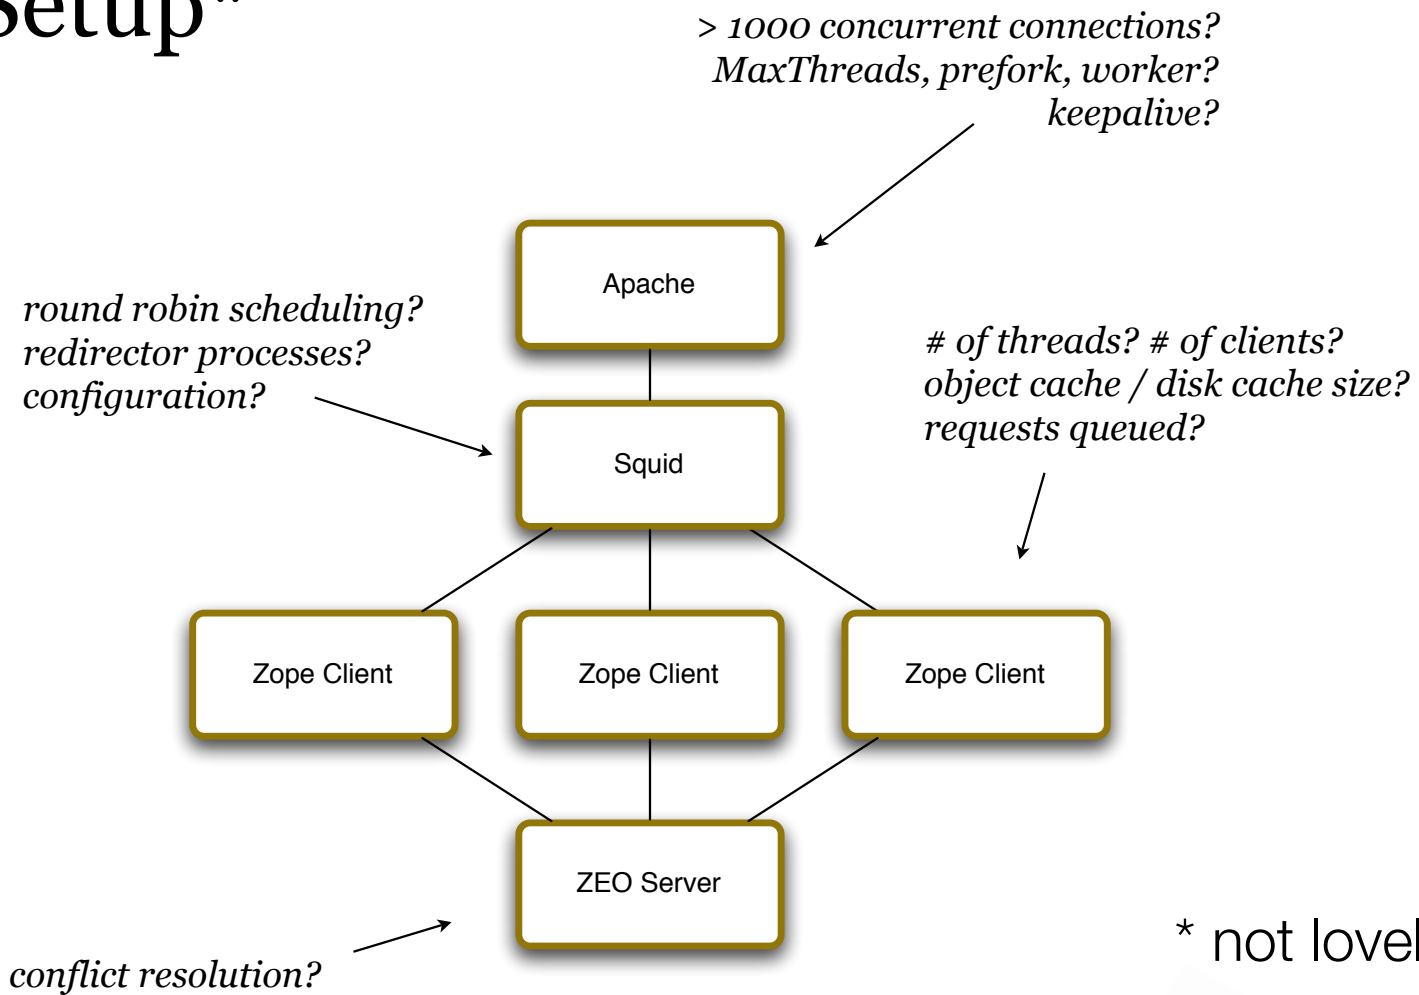 Setup*
> 1000 concurrent connections?
MaxThreads, prefork, worker?
keepalive?
Apache
round robin scheduling?
redirector processes?
configuration?
# of threads? # of clients?
object cache / disk cache size?
requests queued?
Squid
Zope Client
Zope Client
Zope Client
ZEO Server
* not lovel
conflict resolution?